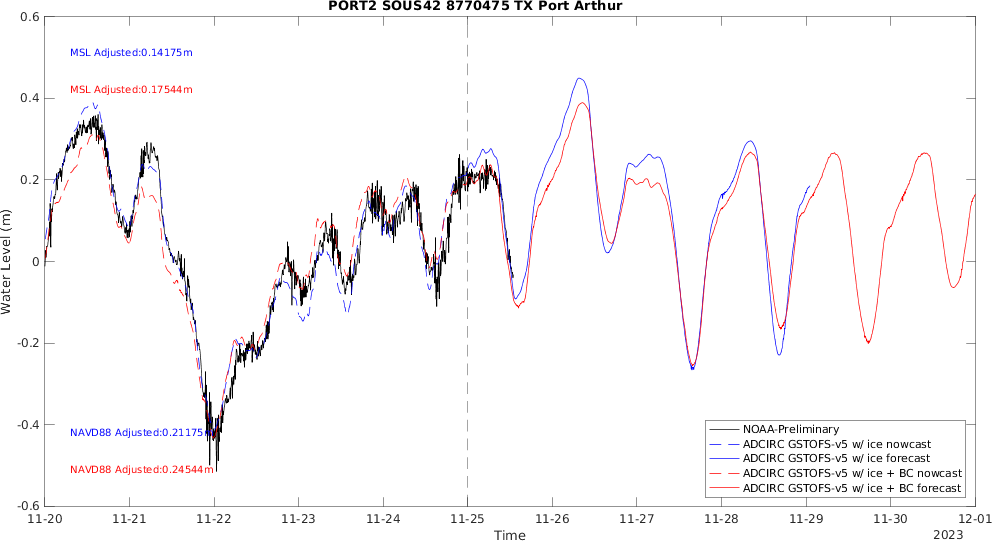 PORT2 SOUS42 8770475 TX Port Arthur
Water Level (m)
0.6
0.4
0.2
0
-0.2
-0.4
-0.6
MSL Adjusted:0.14175m
MSL Adjusted:0.17544m
NAVD88 Adjusted:0.21175m
NAVD88 Adjusted:0.24544m
NOAA-Preliminary
ADCIRC GSTOFS-v5 w/ ice nowcast
ADCIRC GSTOFS-v5 w/ ice forecast
ADCIRC GSTOFS-v5 w/ ice + BC nowcast
ADCIRC GSTOFS-v5 w/ ice + BC forecast
11-20 11-21 11-22 11-23 11-24 11-25 11-26 11-27 11-28 11-29 11-30 12-01
Time
2023